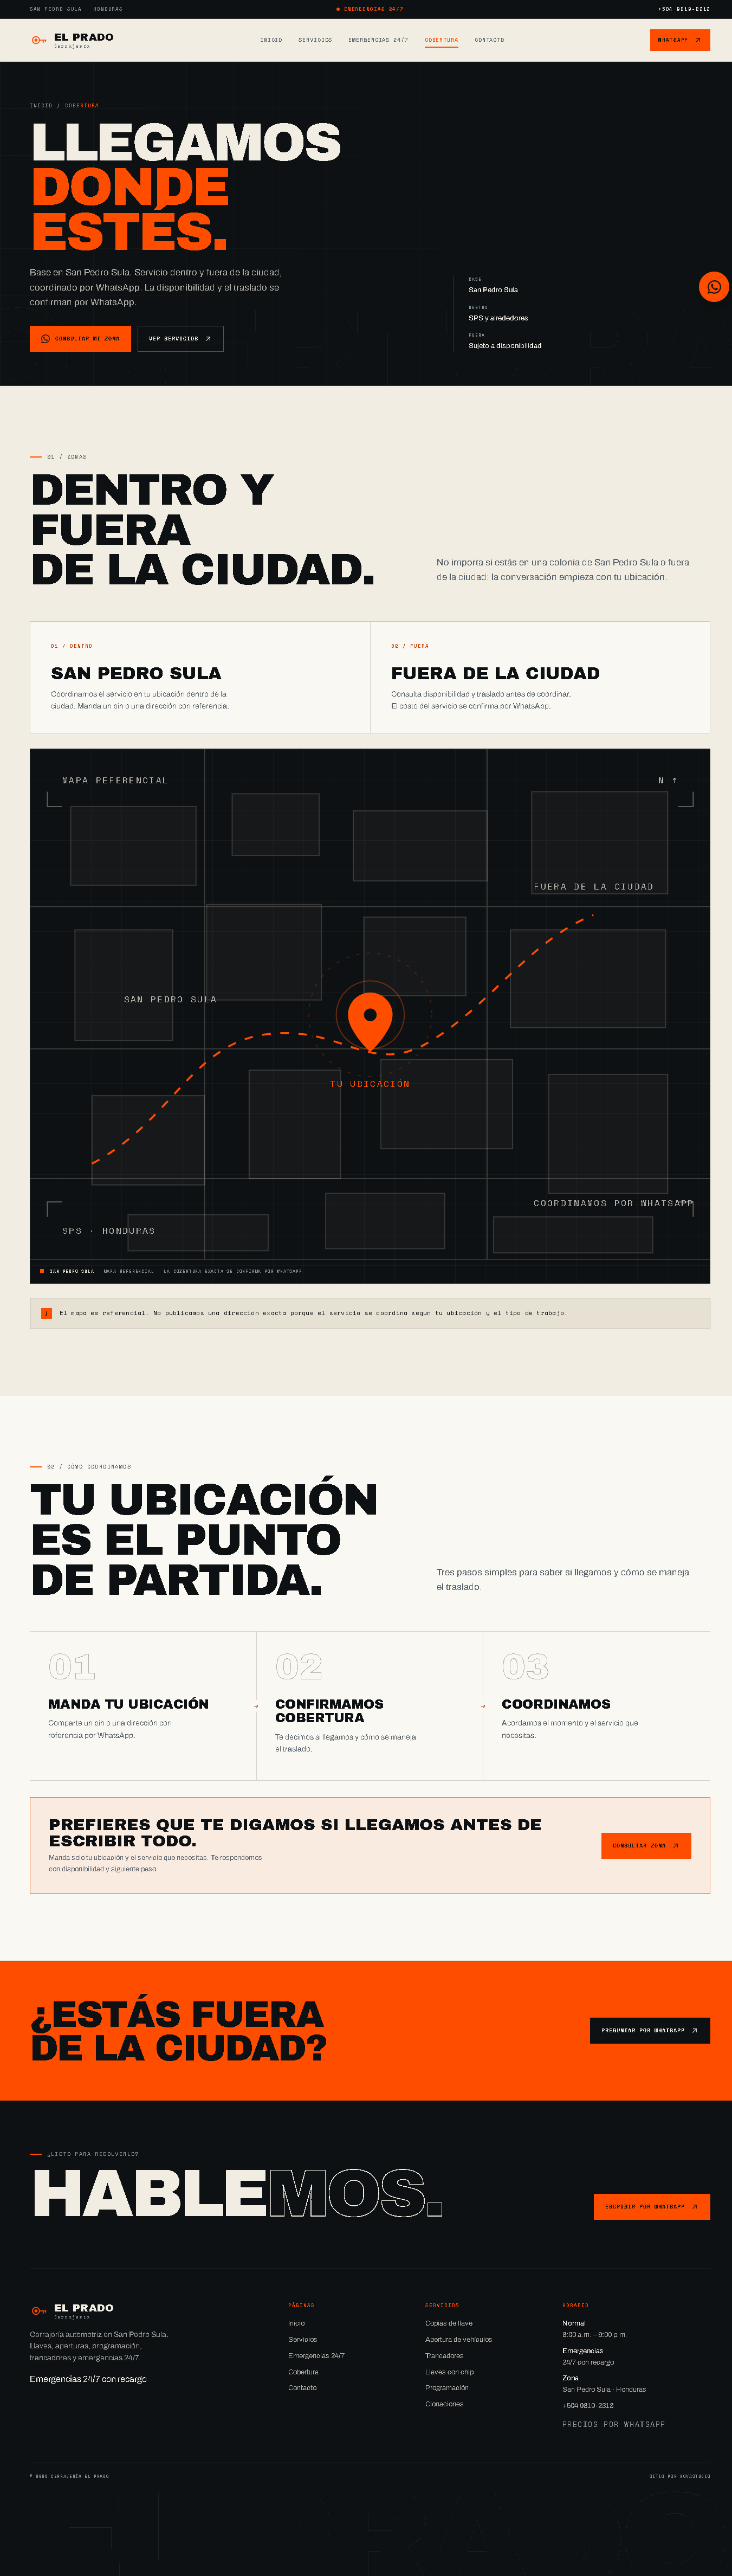 SAN PEDRO SULA · HONDURAS
EMERGENCIAS 24/7
+504 9819-2313
EL PRADO
Serrajería
INICIO
SERVICIOS
EMERGENCIAS 24/7
COBERTURA
CONTACTO
WHATSAPP ↗
INICIO / COBERTURA
LLEGAMOS
DONDE
ESTÉS.
Base en San Pedro Sula. Servicio dentro y fuera de la ciudad,
coordinado por WhatsApp. La disponibilidad y el traslado se
confirman por WhatsApp.
CONSULTAR MI ZONA
VER SERVICIOS ↗
BASE
San Pedro Sula
DENTRO
SPS y alrededores
FUERA
Sujeto a disponibilidad
01 / ZONAS
DENTRO Y
FUERA
DE LA CIUDAD.
No importa si estás en una colonia de San Pedro Sula o fuera
de la ciudad: la conversación empieza con tu ubicación.
01 / DENTRO
SAN PEDRO SULA
Coordinamos el servicio en tu ubicación dentro de la
ciudad. Manda un pin o una dirección con referencia.
02 / FUERA
FUERA DE LA CIUDAD
Consulta disponibilidad y traslado antes de coordinar.
El costo del servicio se confirma por WhatsApp.
MAPA REFERENCIAL
N ↑
FUERA DE LA CIUDAD
SAN PEDRO SULA
TU UBICACIÓN
COORDINAMOS POR WHATSAPP
SPS · HONDURAS
SAN PEDRO SULA
MAPA REFERENCIAL
LA COBERTURA EXACTA SE CONFIRMA POR WHATSAPP
i
El mapa es referencial. No publicamos una dirección exacta porque el servicio se coordina según tu ubicación y el tipo de trabajo.
02 / CÓMO COORDINAMOS
TU UBICACIÓN
ES EL PUNTO
DE PARTIDA.
Tres pasos simples para saber si llegamos y cómo se maneja
el traslado.
01
MANDA TU UBICACIÓN
Comparte un pin o una dirección con
referencia por WhatsApp.
02
CONFIRMAMOS
COBERTURA
Te decimos si llegamos y cómo se maneja
el traslado.
03
COORDINAMOS
Acordamos el momento y el servicio que
necesitas.
PREFIERES QUE TE DIGAMOS SI LLEGAMOS ANTES DE
ESCRIBIR TODO.
Manda solo tu ubicación y el servicio que necesitas. Te respondemos
con disponibilidad y siguiente paso.
CONSULTAR ZONA ↗
¿ESTÁS FUERA
DE LA CIUDAD?
PREGUNTAR POR WHATSAPP ↗
¿LISTO PARA RESOLVERLO?
HABLEMOS.
ESCRIBIR POR WHATSAPP ↗
EL PRADO
Serrajería
Cerrajería automotriz en San Pedro Sula.
Llaves, aperturas, programación,
trancadores y emergencias 24/7.
Emergencias 24/7 con recargo
PÁGINAS
Inicio
Servicios
Emergencias 24/7
Cobertura
Contacto
SERVICIOS
Copias de llave
Apertura de vehículos
Trancadores
Llaves con chip
Programación
Clonaciones
HORARIO
Normal
8:00 a.m. – 6:00 p.m.
Emergencias
24/7 con recargo
Zona
San Pedro Sula · Honduras
+504 9819-2313
PRECIOS POR WHATSAPP
SITIO POR NOVASTUDIO